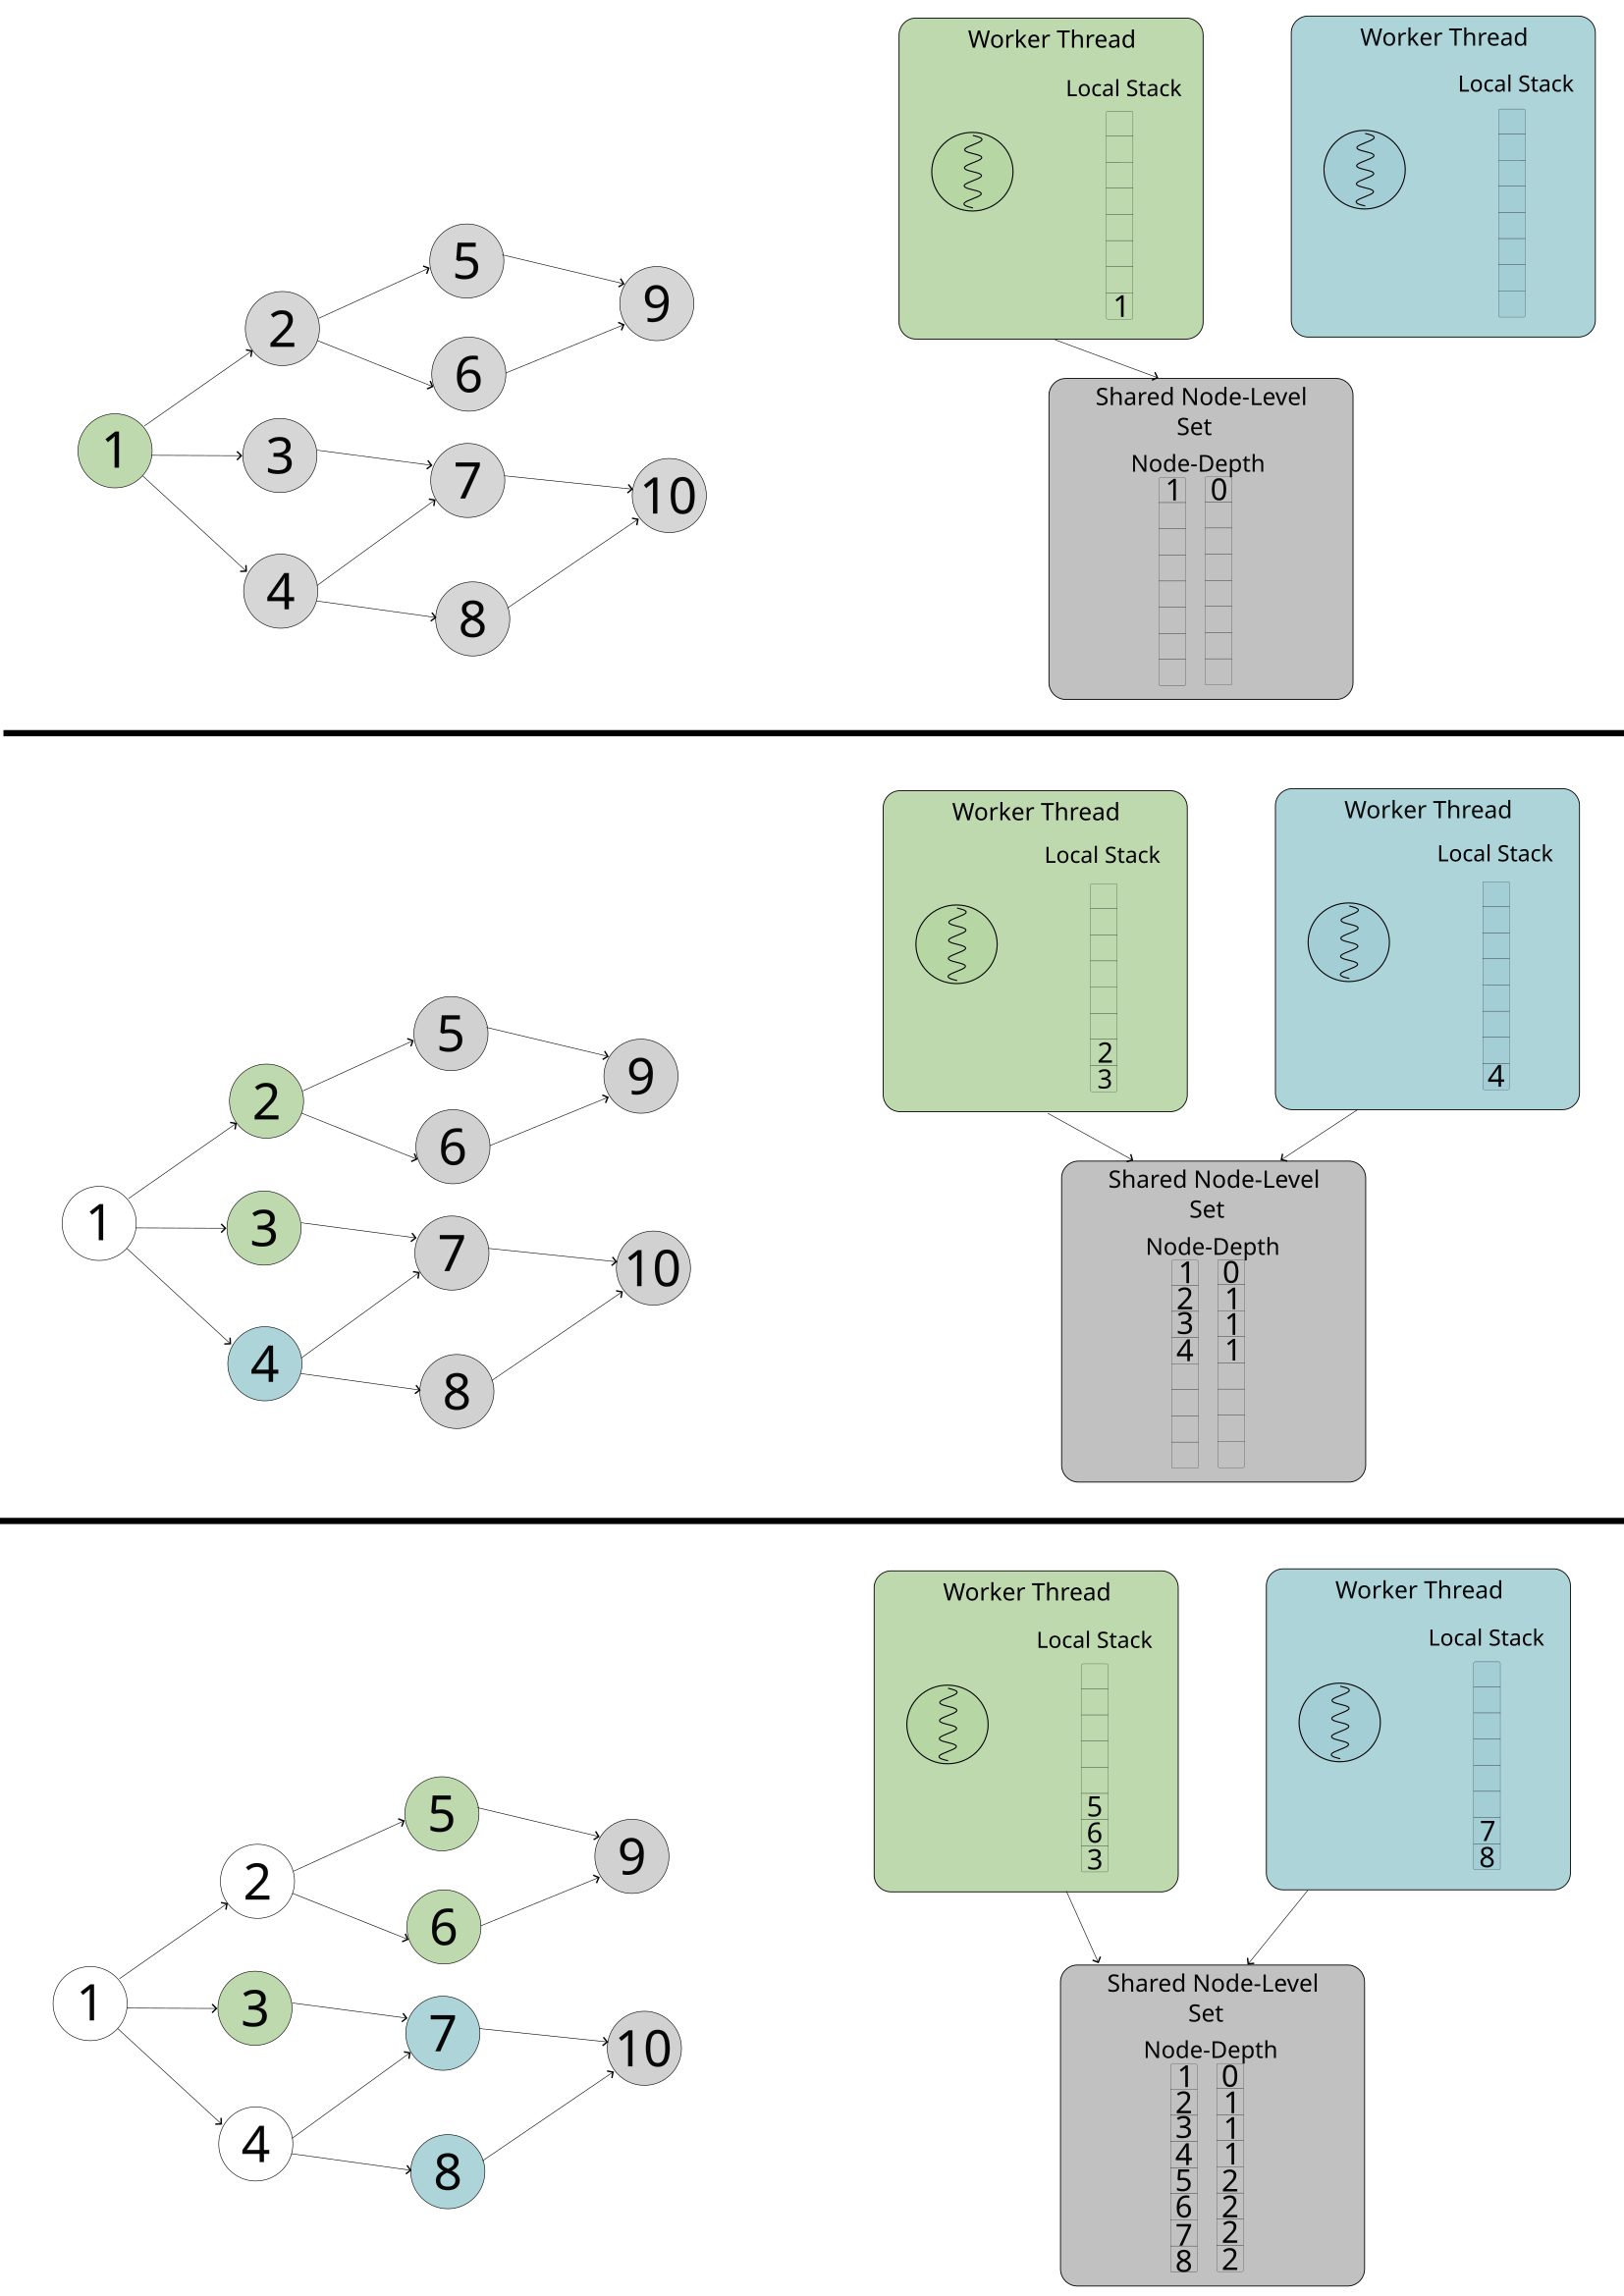 Worker Thread
Local Stack
1
Worker Thread
Local Stack
5
2
9
6
1
3
7
10
4
8
Shared Node-Level
Set
Node-Depth
1 0
Worker Thread
Local Stack
2
3
Worker Thread
Local Stack
4
5
2
9
6
1
3
7
10
4
8
Shared Node-Level
Set
Node-Depth
1 0
2 1
3 1
4 1
Worker Thread
Local Stack
5
6
3
Worker Thread
Local Stack
7
8
5
2
9
6
1
3
7
10
4
8
Shared Node-Level
Set
Node-Depth
1 0
2 1
3 1
4 1
5 2
6 2
7 2
8 2